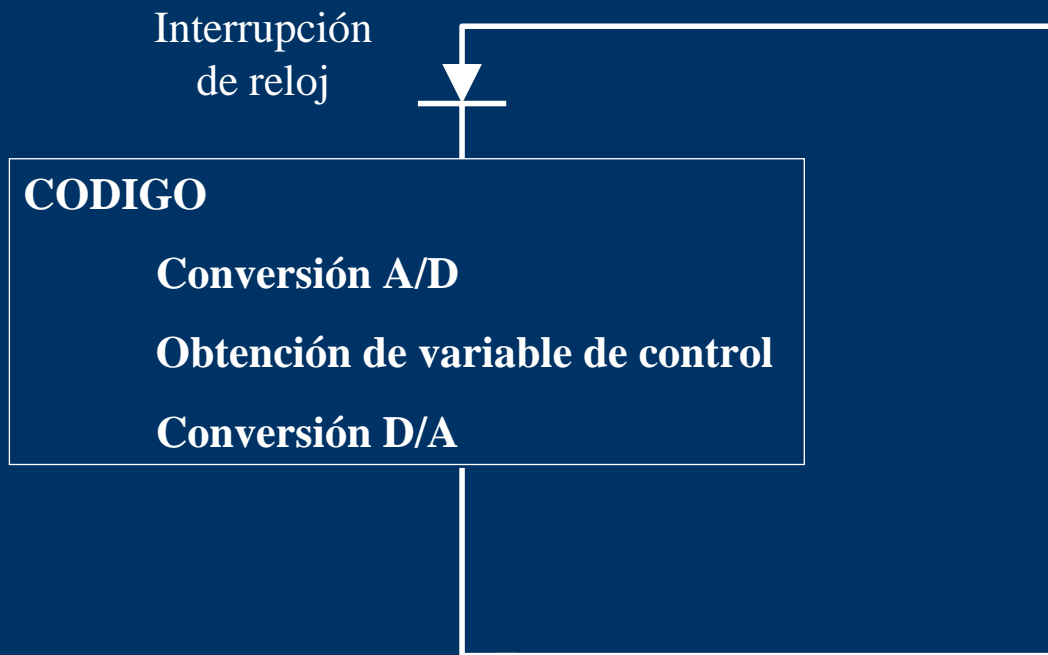 Interrupción
de reloj
CODIGO
Conversión A/D
Obtención de variable de control
Conversión D/A